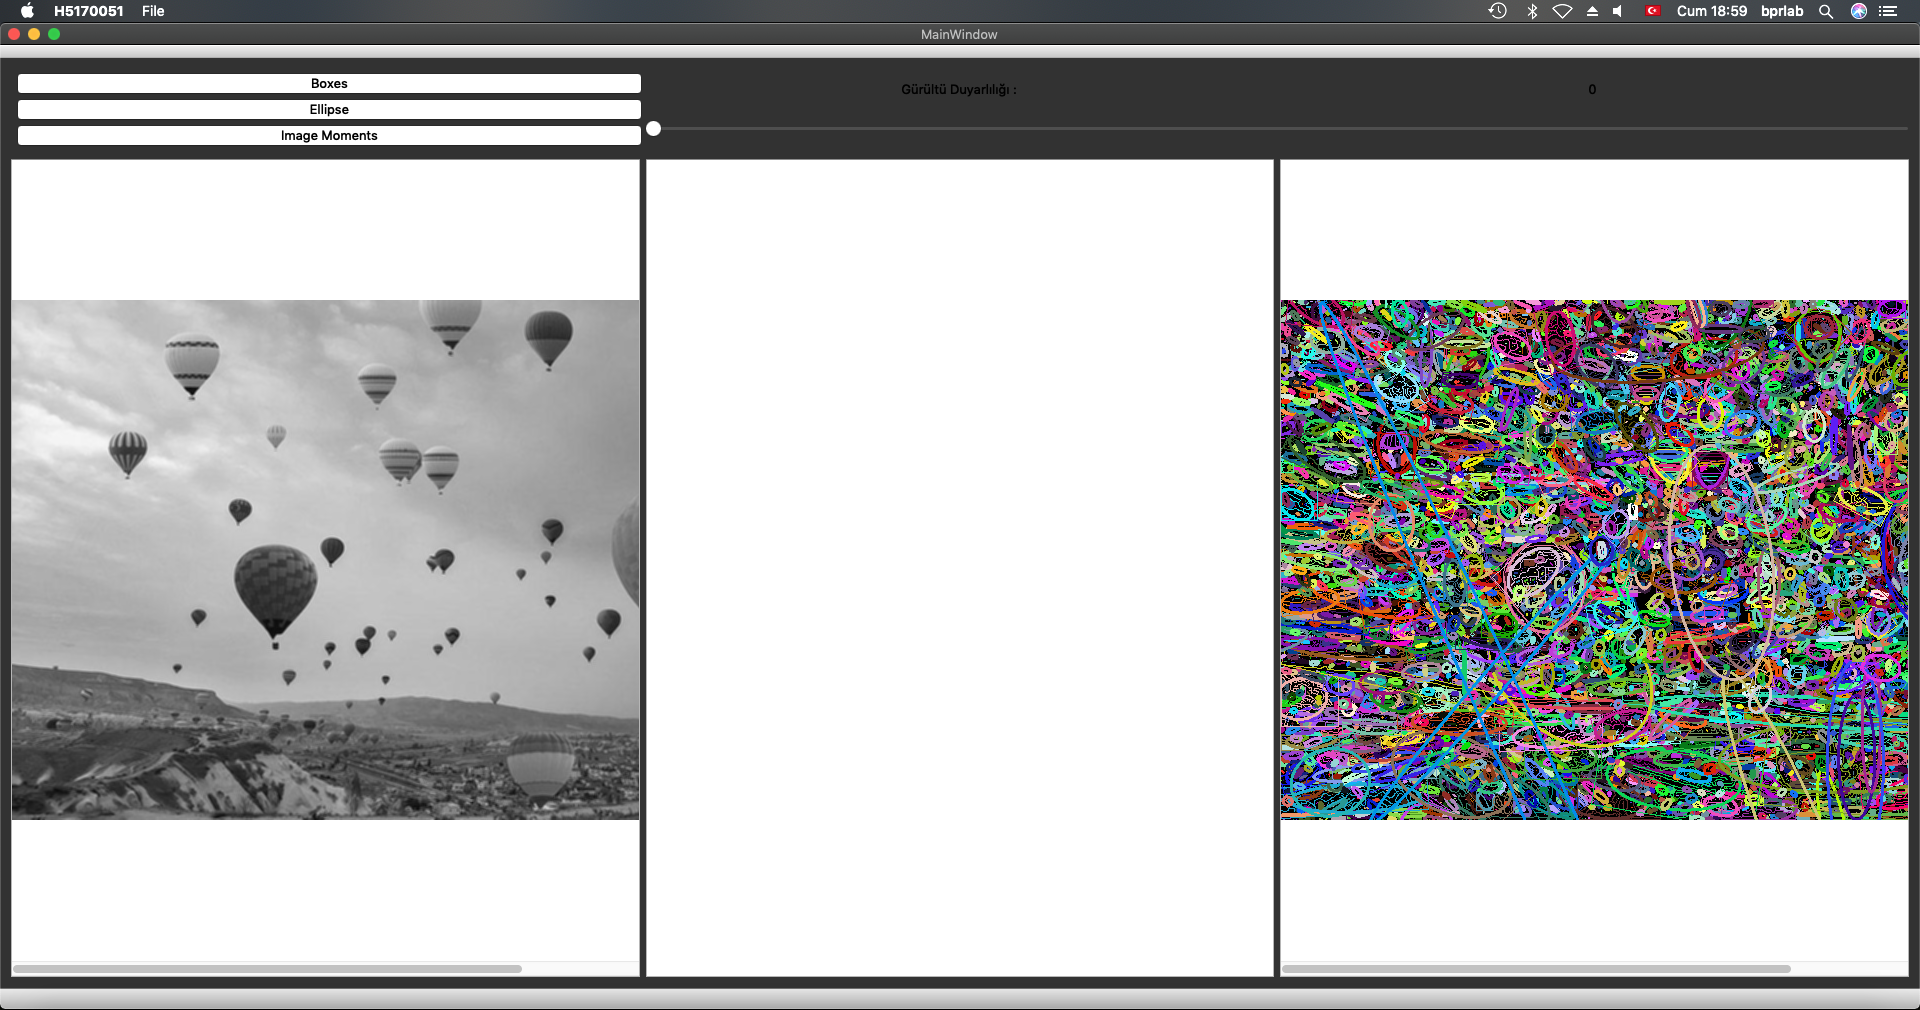 H5170051 File Cum 18:59 bprlab
MainWindow
Boxes
Ellipse
Image Moments
Gürültü Duyarlılığı : 0